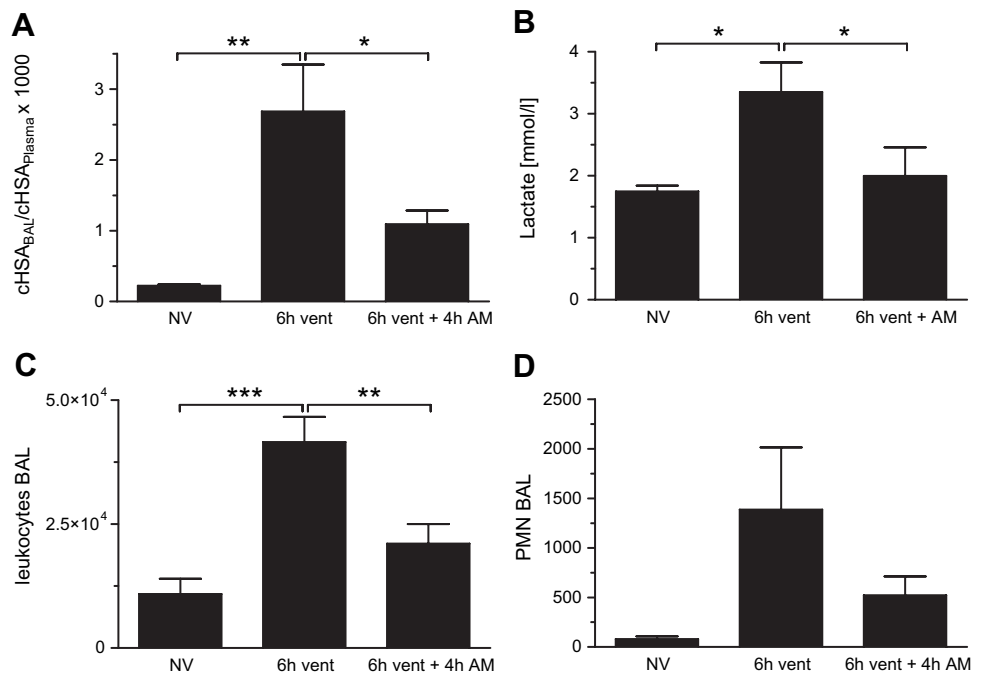 A
** *
cHSABAL/cHSAPlasma x 1000
3
2
1
0
NV 6h vent 6h vent + 4h AM
B
* *
Lactate [mmol/l]
4
3
2
1
0
NV 6h vent 6h vent + AM
C
*** **
leukocytes BAL
5.0×10⁴
2.5×10⁴
0
NV 6h vent 6h vent + 4h AM
D
PMN BAL
2500
2000
1500
1000
500
0
NV 6h vent 6h vent + 4h AM